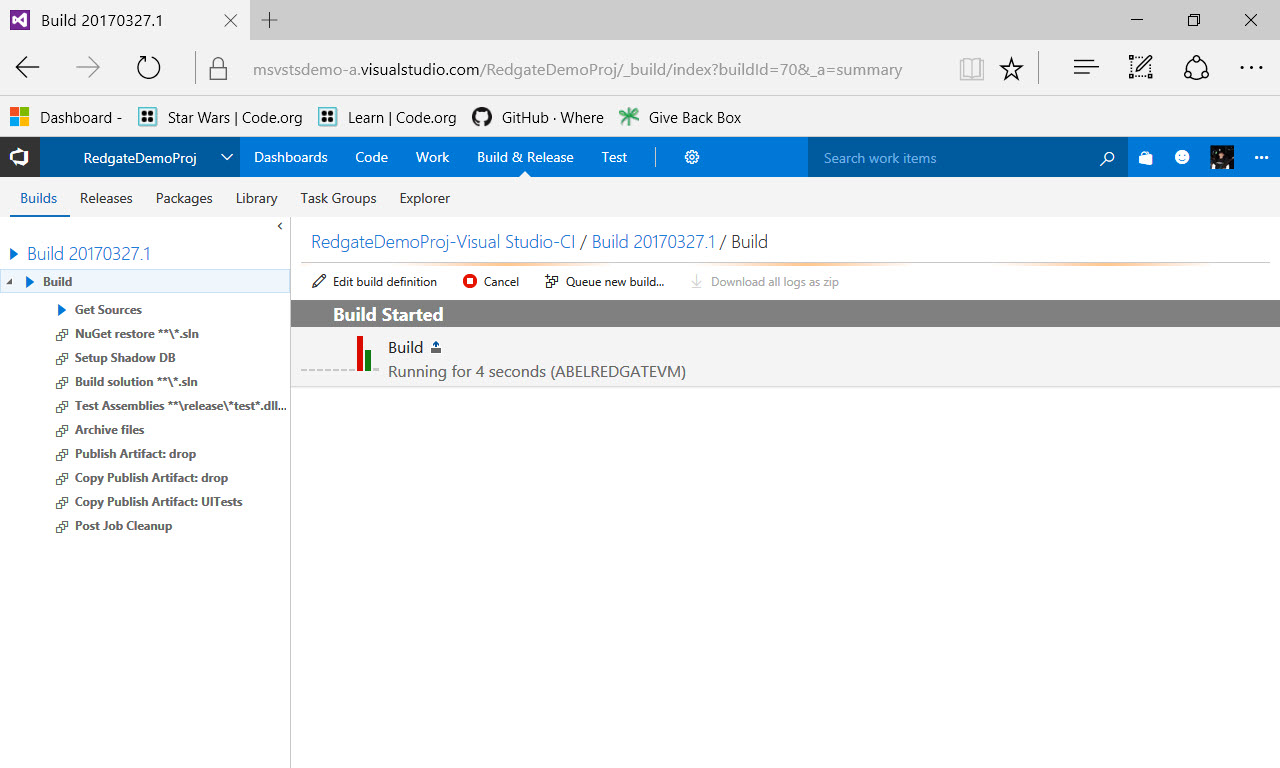 Build 20170327.1
msvstsdemo-a.visualstudio.com/RedgateDemoProj/_build/index?buildId=70&_a=summary
Dashboard - Star Wars | Code.org Learn | Code.org GitHub · Where Give Back Box
RedgateDemoProj Dashboards Code Work Build & Release Test Search work items
Builds Releases Packages Library Task Groups Explorer
Build 20170327.1
Build
Get Sources
NuGet restore **\*.sln
Setup Shadow DB
Build solution **\*.sln
Test Assemblies **\release\*test*.dll...
Archive files
Publish Artifact: drop
Copy Publish Artifact: drop
Copy Publish Artifact: UITests
Post Job Cleanup
RedgateDemoProj-Visual Studio-CI / Build 20170327.1 / Build
Edit build definition Cancel Queue new build... Download all logs as zip
Build Started
Build
Running for 4 seconds (ABELREDGATEVM)